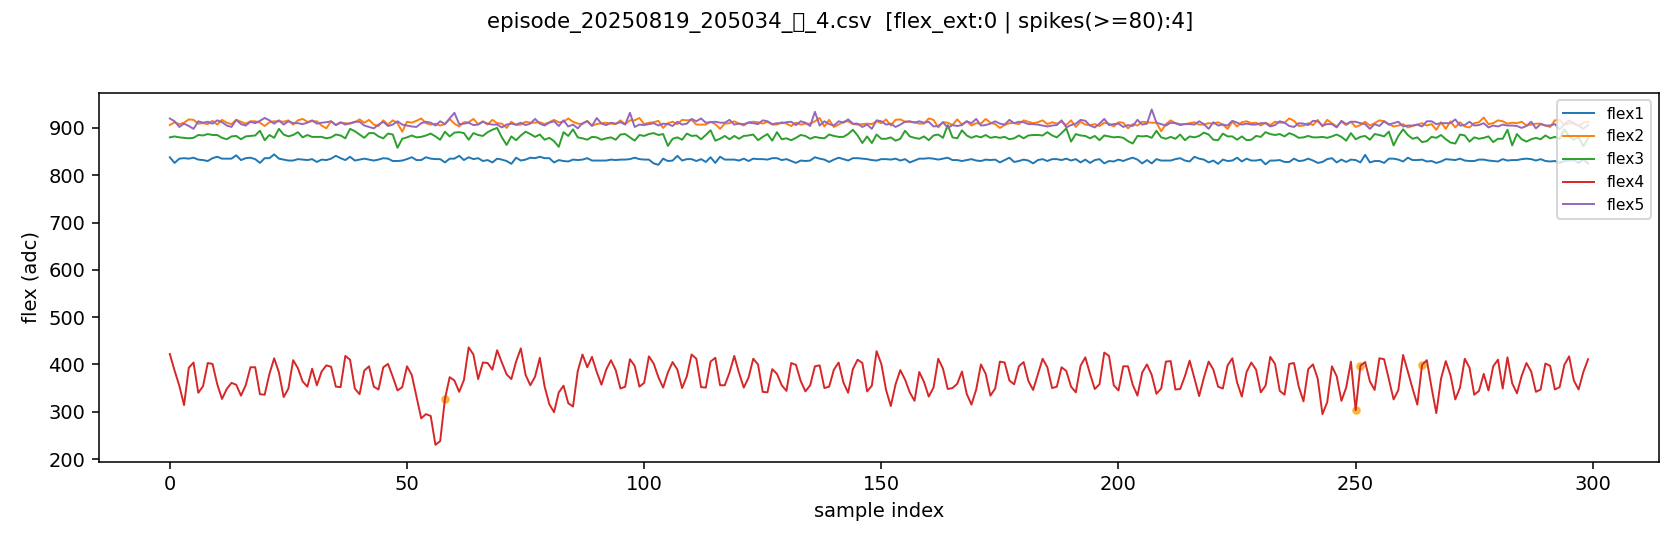 episode_20250819_205034_▯_4.csv [flex_ext:0 | spikes(>=80):4]
900
800
700
600
500
400
300
200
flex (adc)
flex1
flex2
flex3
flex4
flex5
0
50
100
150
200
250
300
sample index